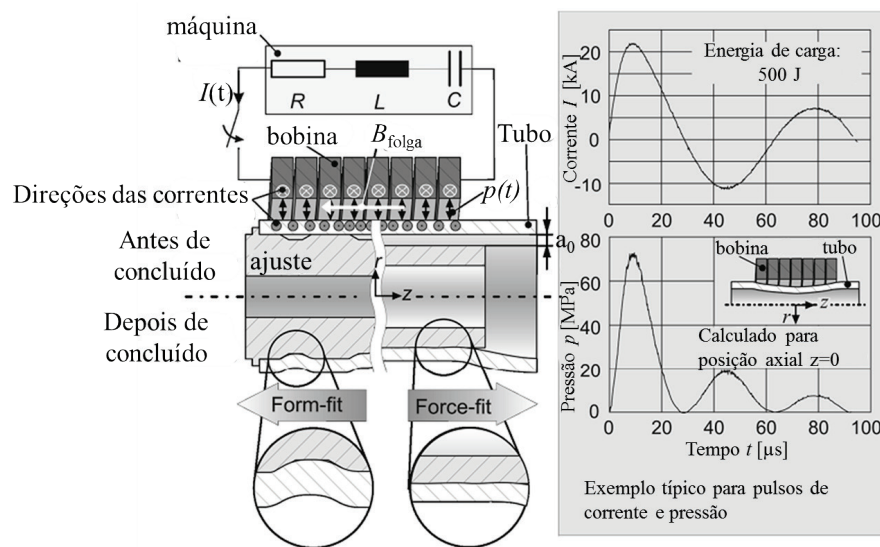 máquina
I(t)
R L C
bobina
B folga
Tubo
Direções das correntes
p(t)
Antes de
concluído
ajuste
a0
r
z
Depois de
concluído
Form-fit
Force-fit
Corrente I [kA]
20
10
0
-10
Energia de carga:
500 J
0 20 40 60 80 100
Pressão p [MPa]
80
60
40
20
0
bobina
tubo
z
r
Calculado para
posição axial z=0
0 20 40 60 80 100
Tempo t [µs]
Exemplo típico para pulsos de
corrente e pressão